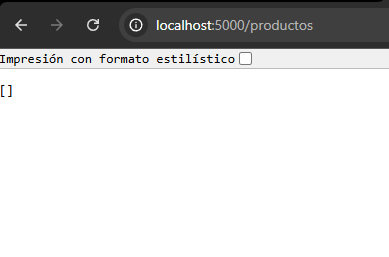 localhost:5000/productos
Impresión con formato estilístico
[]